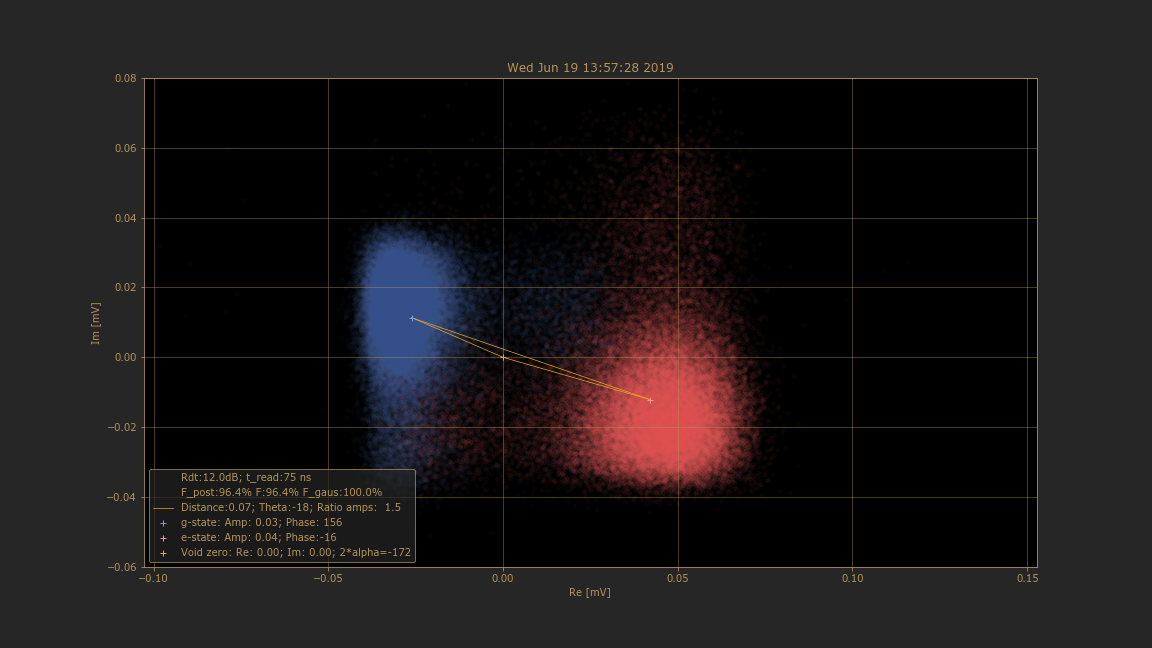 Wed Jun 19 13:57:28 2019
0.08
0.06
0.04
0.02
0.00
−0.02
−0.04
−0.06
Im [mV]
Rdt:12.0dB; t_read:75 ns
F_post:96.4% F:96.4% F_gaus:100.0%
Distance:0.07; Theta:-18; Ratio amps:  1.5
g-state: Amp: 0.03; Phase: 156
e-state: Amp: 0.04; Phase:-16
Void zero: Re: 0.00; Im: 0.00; 2*alpha=-172
−0.10 −0.05 0.00 0.05 0.10 0.15
Re [mV]